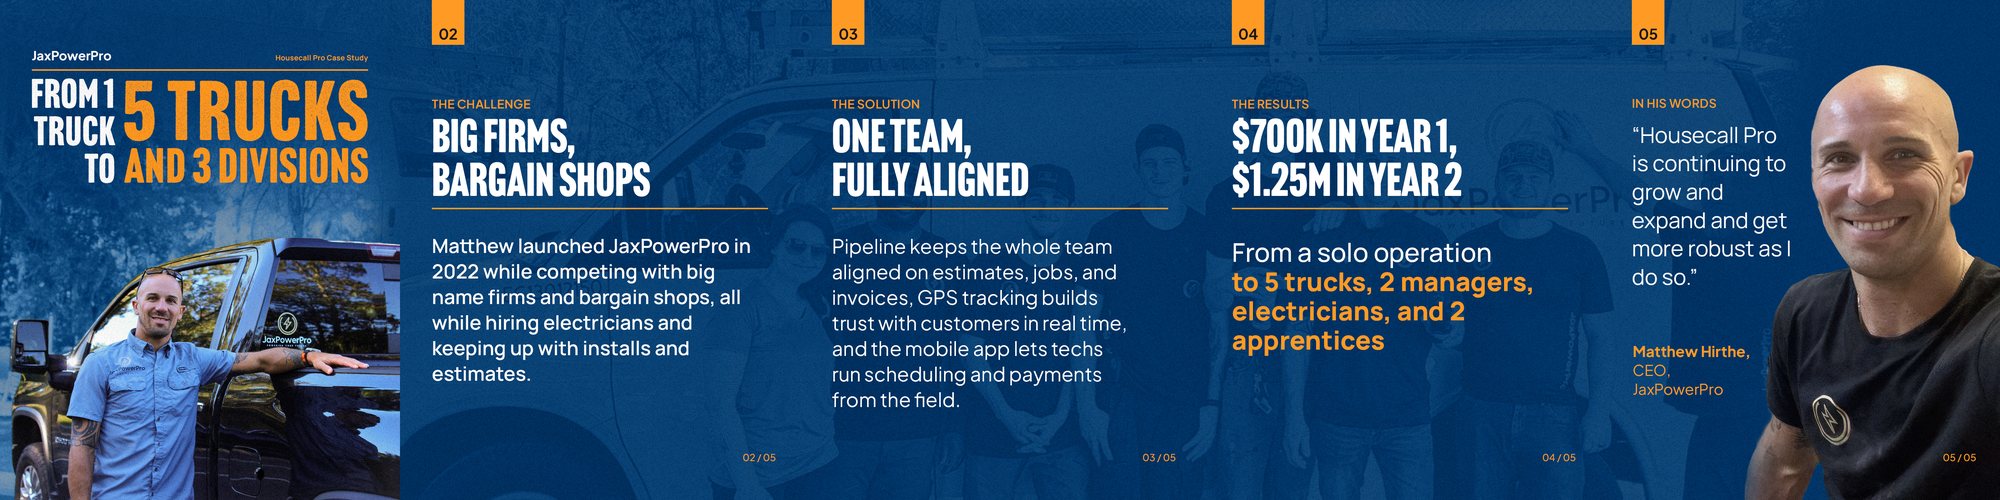 JaxPowerPro
Housecall Pro Case Study
FROM 1
TRUCK
TO
5 TRUCKS
AND 3 DIVISIONS
JaxPowerPro
02
THE CHALLENGE
BIG FIRMS,
BARGAIN SHOPS
Matthew launched JaxPowerPro in
2022 while competing with big
name firms and bargain shops, all
while hiring electricians and
keeping up with installs and
estimates.
02 / 05
03
THE SOLUTION
ONE TEAM,
FULLY ALIGNED
Pipeline keeps the whole team
aligned on estimates, jobs, and
invoices, GPS tracking builds
trust with customers in real time,
and the mobile app lets techs
run scheduling and payments
from the field.
03 / 05
04
THE RESULTS
$700K IN YEAR 1,
$1.25M IN YEAR 2
From a solo operation
to 5 trucks, 2 managers,
electricians, and 2
apprentices
04 / 05
05
IN HIS WORDS
“Housecall Pro
is continuing to
grow and
expand and get
more robust as I
do so.”
Matthew Hirthe,
CEO,
JaxPowerPro
05 / 05